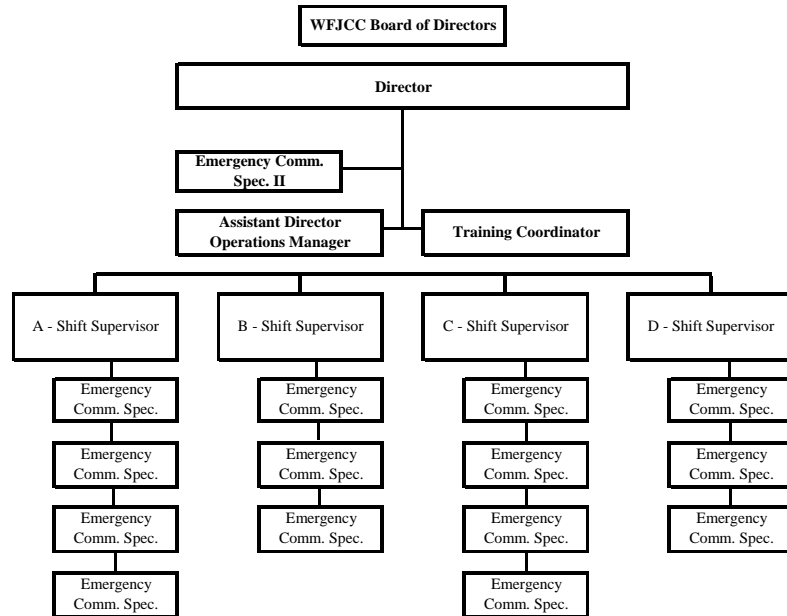 WFJCC Board of Directors
Director
Emergency Comm.
Spec. II
Assistant Director
Operations Manager
Training Coordinator
A - Shift Supervisor
B - Shift Supervisor
C - Shift Supervisor
D - Shift Supervisor
Emergency
Comm. Spec.
Emergency
Comm. Spec.
Emergency
Comm. Spec.
Emergency
Comm. Spec.
Emergency
Comm. Spec.
Emergency
Comm. Spec.
Emergency
Comm. Spec.
Emergency
Comm. Spec.
Emergency
Comm. Spec.
Emergency
Comm. Spec.
Emergency
Comm. Spec.
Emergency
Comm. Spec.
Emergency
Comm. Spec.
Emergency
Comm. Spec.